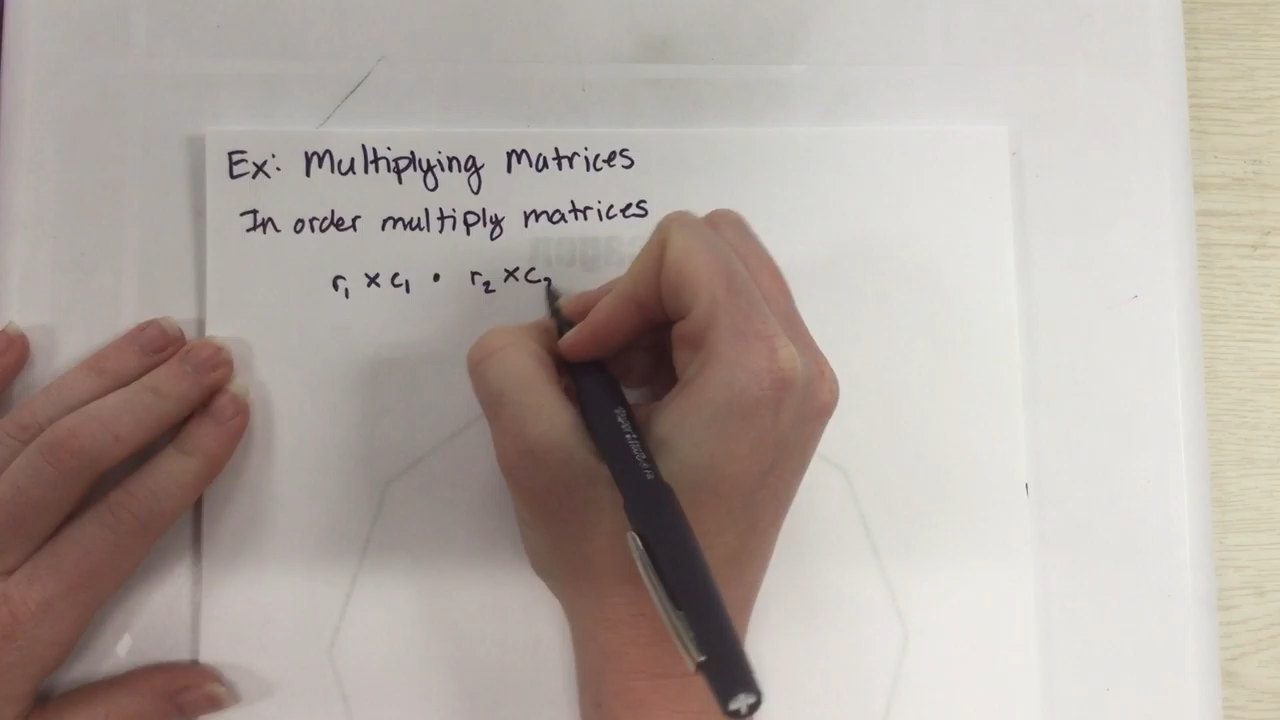 Ex: Multiplying Matrices
In order multiply matrices
r₁ × c₁ • r₂ × c₂